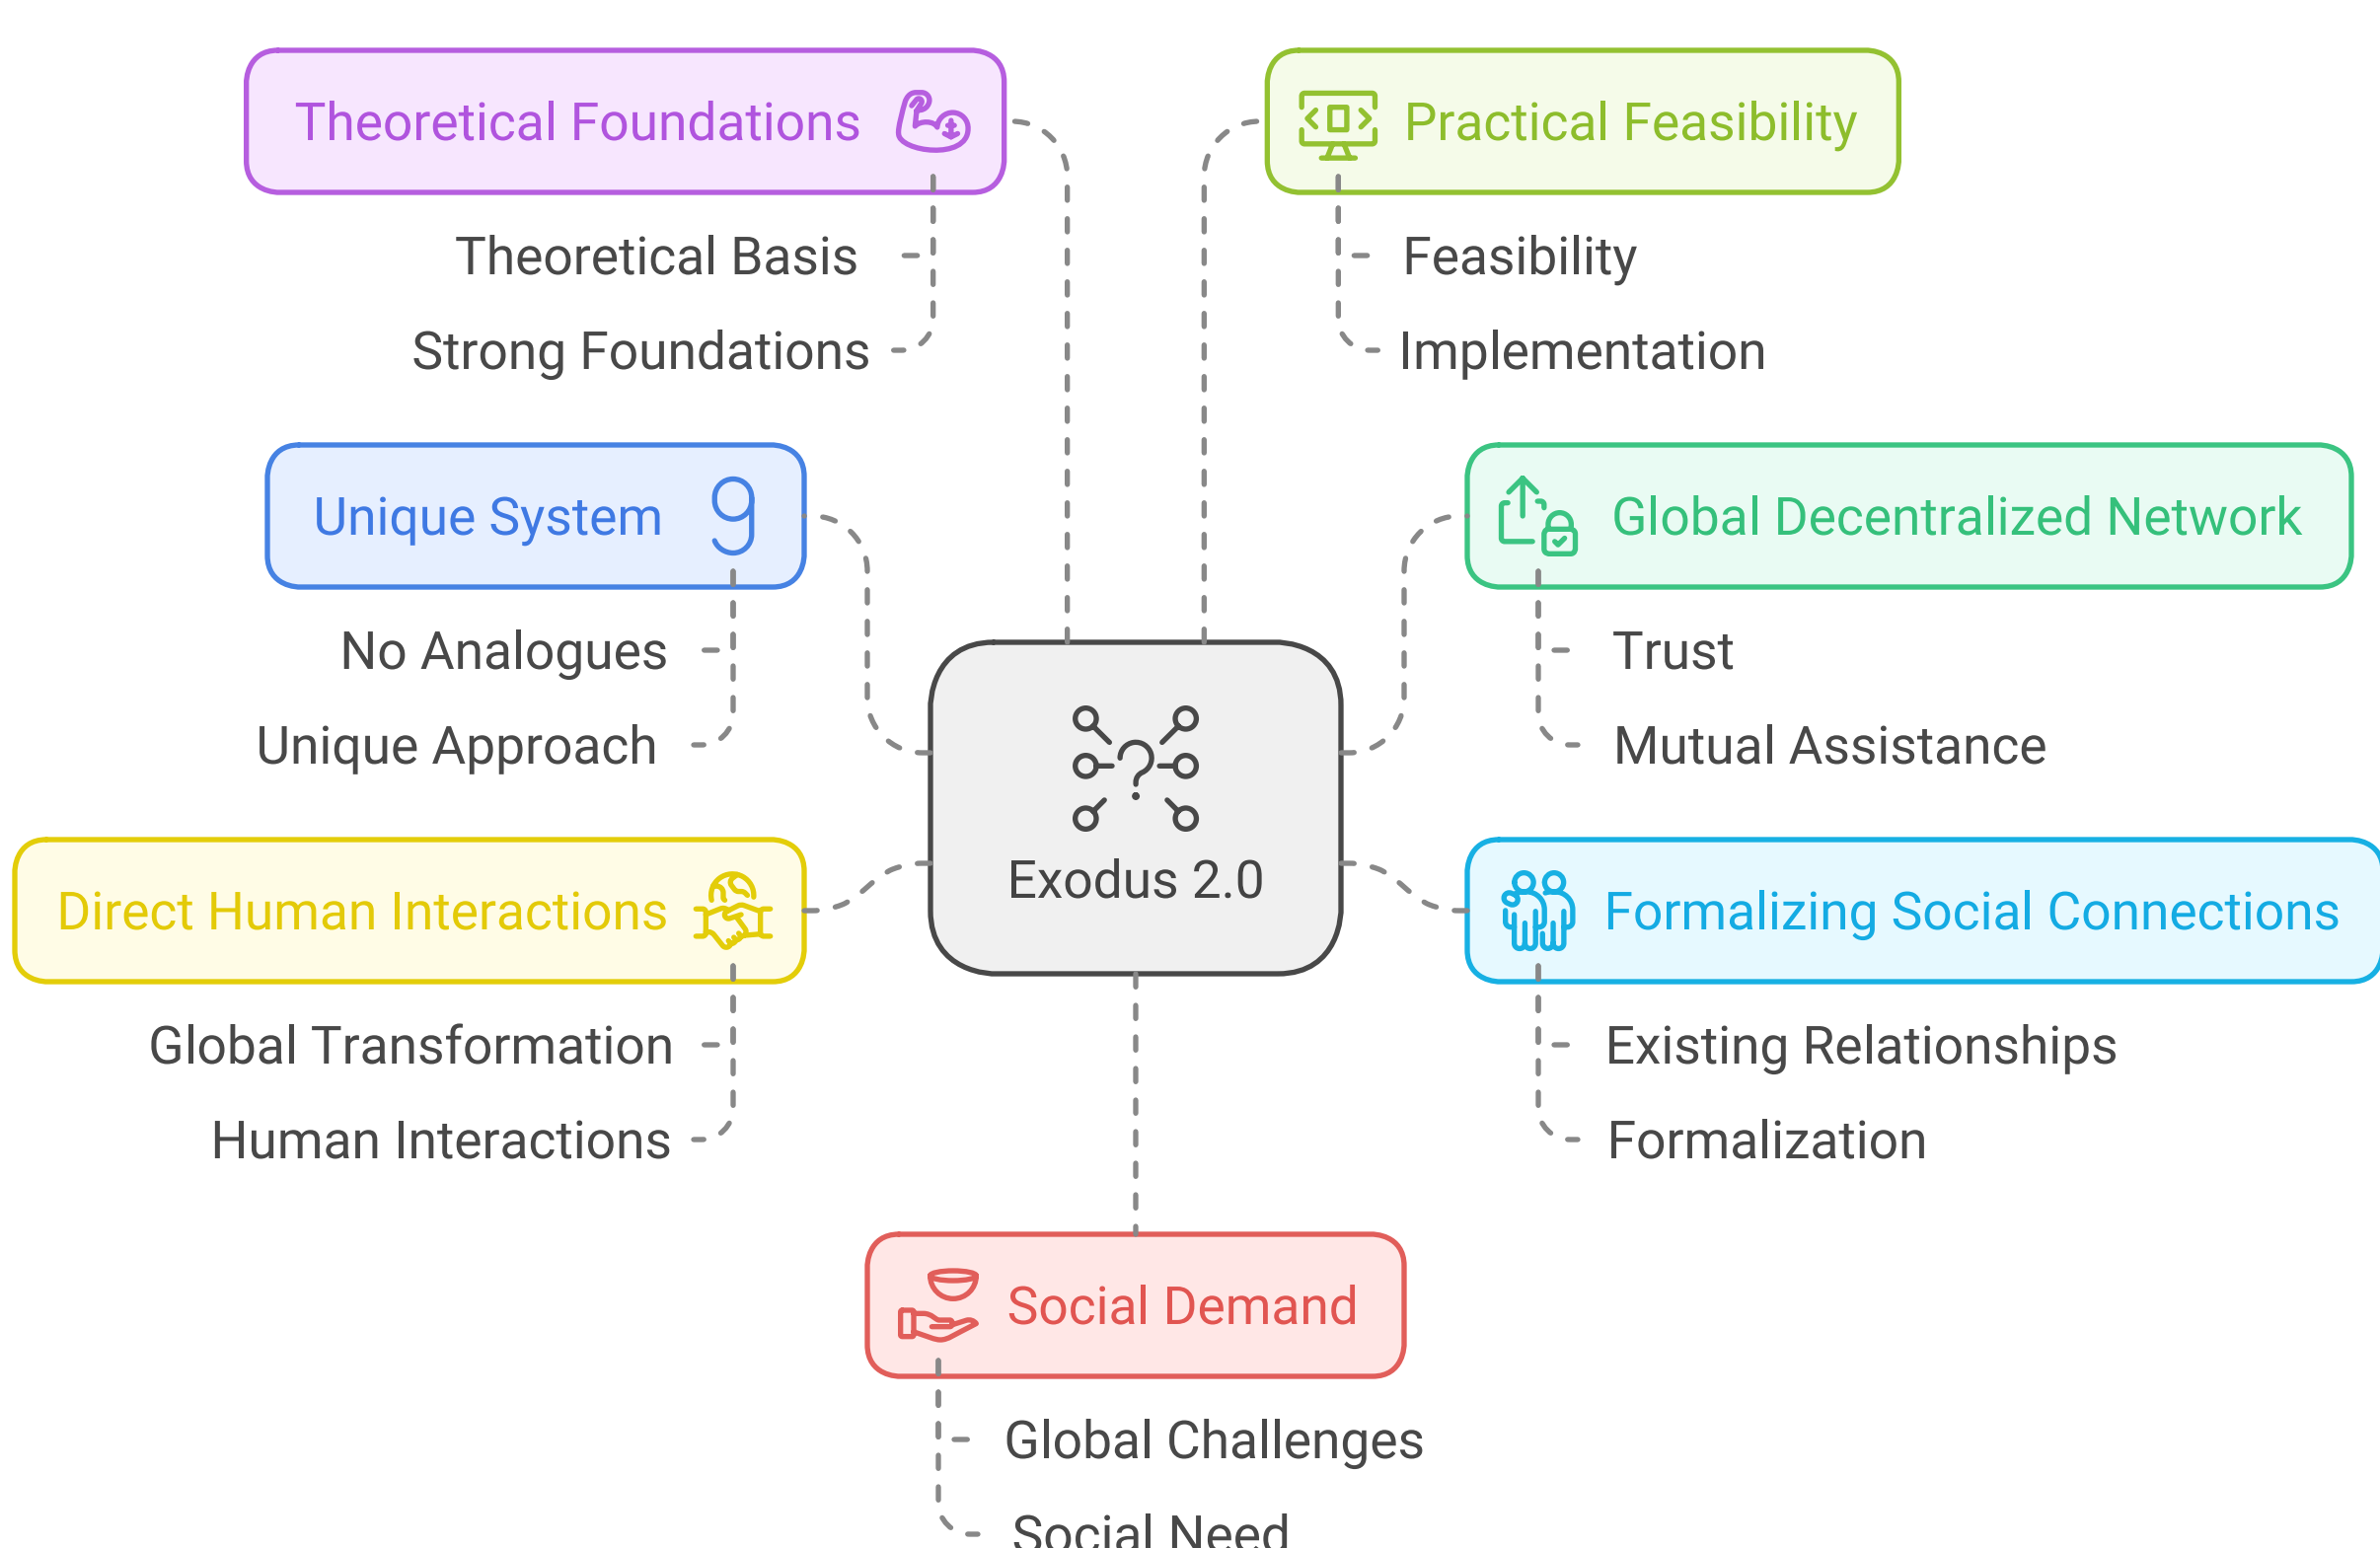 Theoretical Foundations
Theoretical Basis
Strong Foundations
Practical Feasibility
Feasibility
Implementation
Unique System
No Analogues
Unique Approach
Global Decentralized Network
Trust
Mutual Assistance
Exodus 2.0
Direct Human Interactions
Global Transformation
Human Interactions
Formalizing Social Connections
Existing Relationships
Formalization
Social Demand
Global Challenges
Social Need